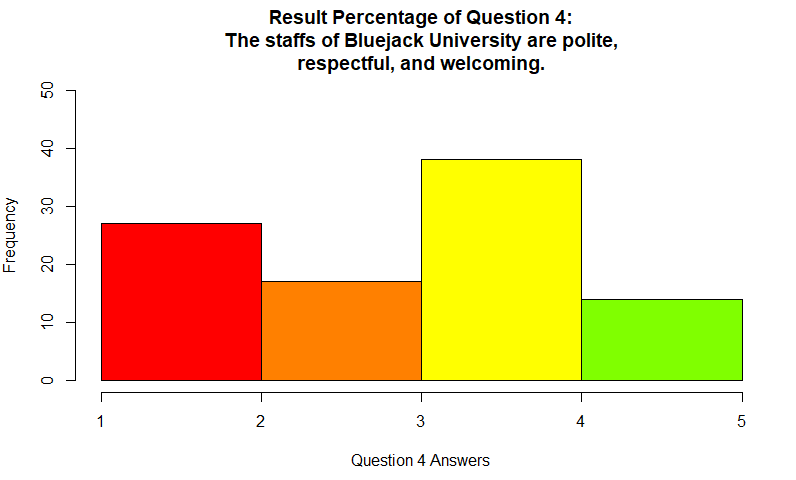 Result Percentage of Question 4:
The staffs of Bluejack University are polite,
respectful, and welcoming.
50
40
30
20
10
0
Frequency
1 2 3 4 5
Question 4 Answers